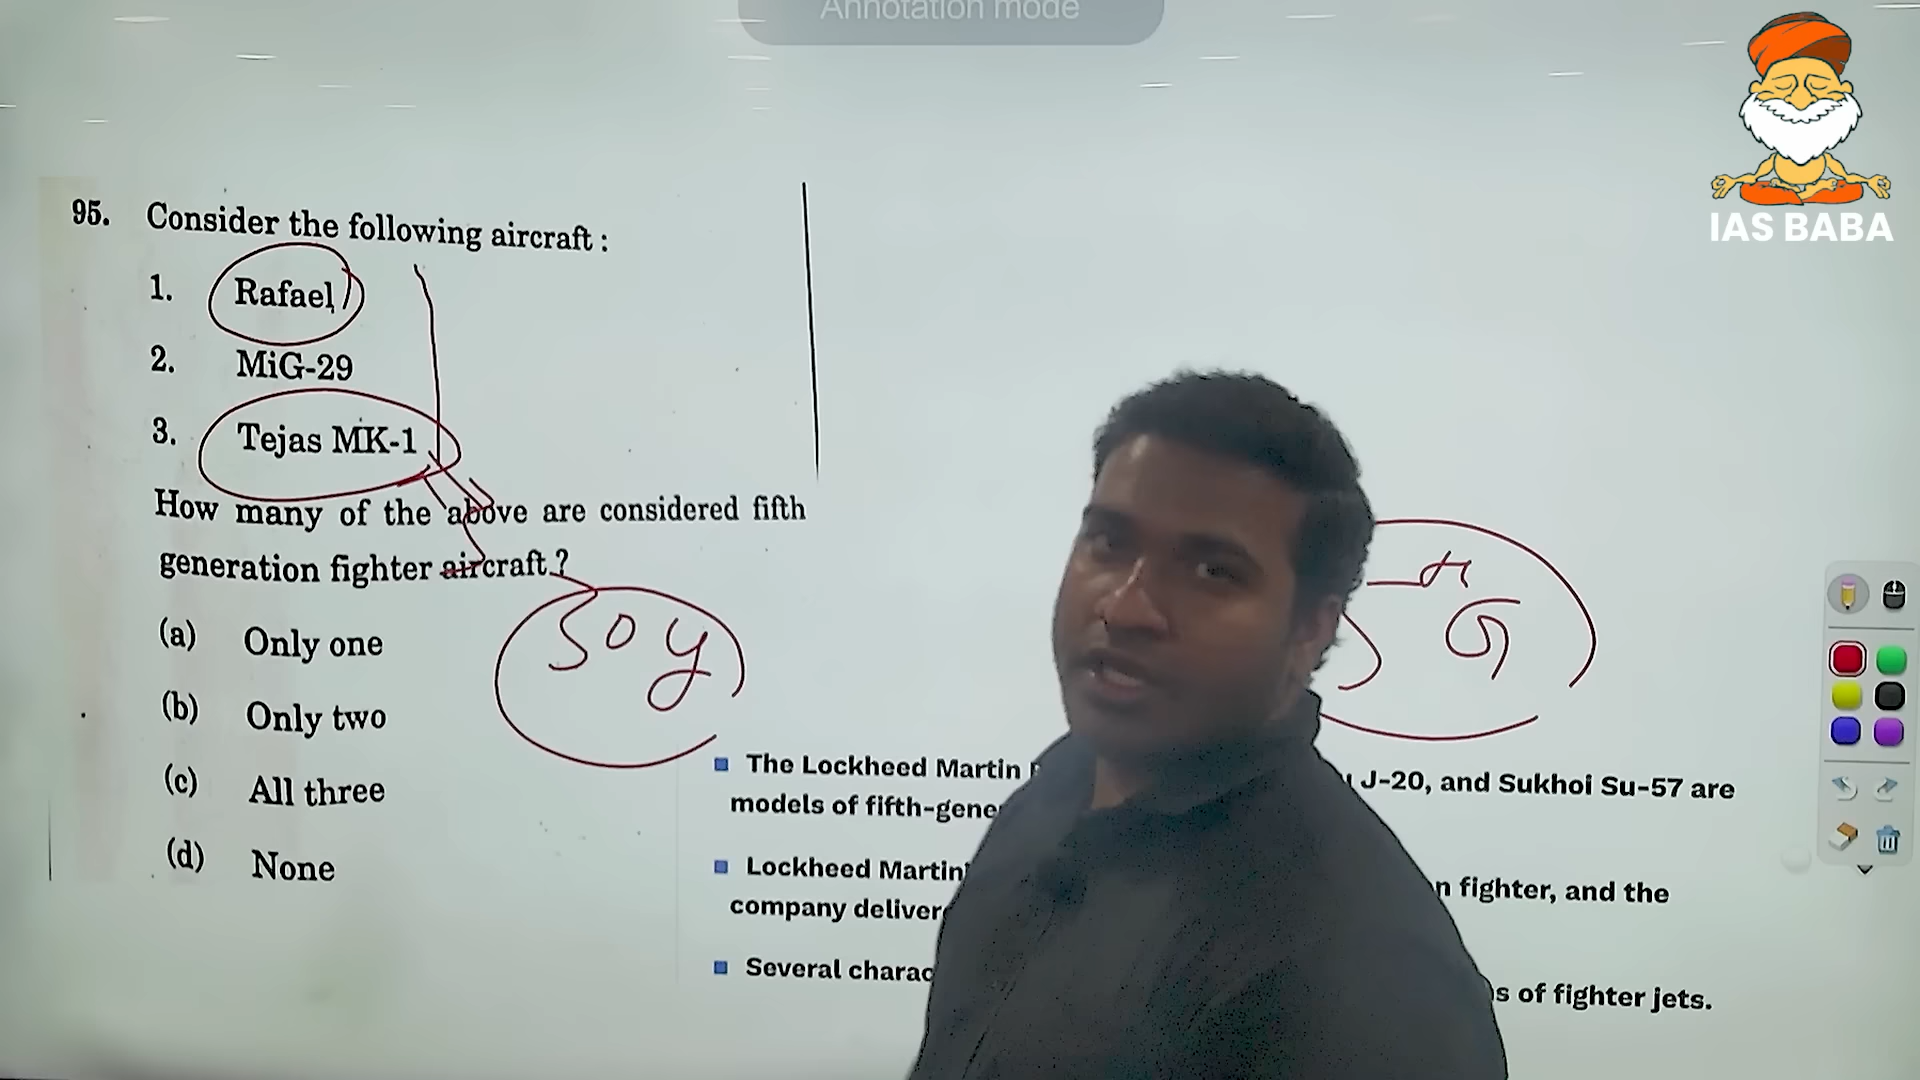 Annotation mode
IAS BABA
95. Consider the following aircraft :
1. Rafael
2. MiG-29
3. Tejas MK-1
How many of the above are considered fifth
generation fighter aircraft ?
(a) Only one
(b) Only two
(c) All three
(d) None
50 y
G
The Lockheed Martin J-20, and Sukhoi Su-57 are
models of fifth-gene
Lockheed Martin n fighter, and the
company deliver
Several charac s of fighter jets.